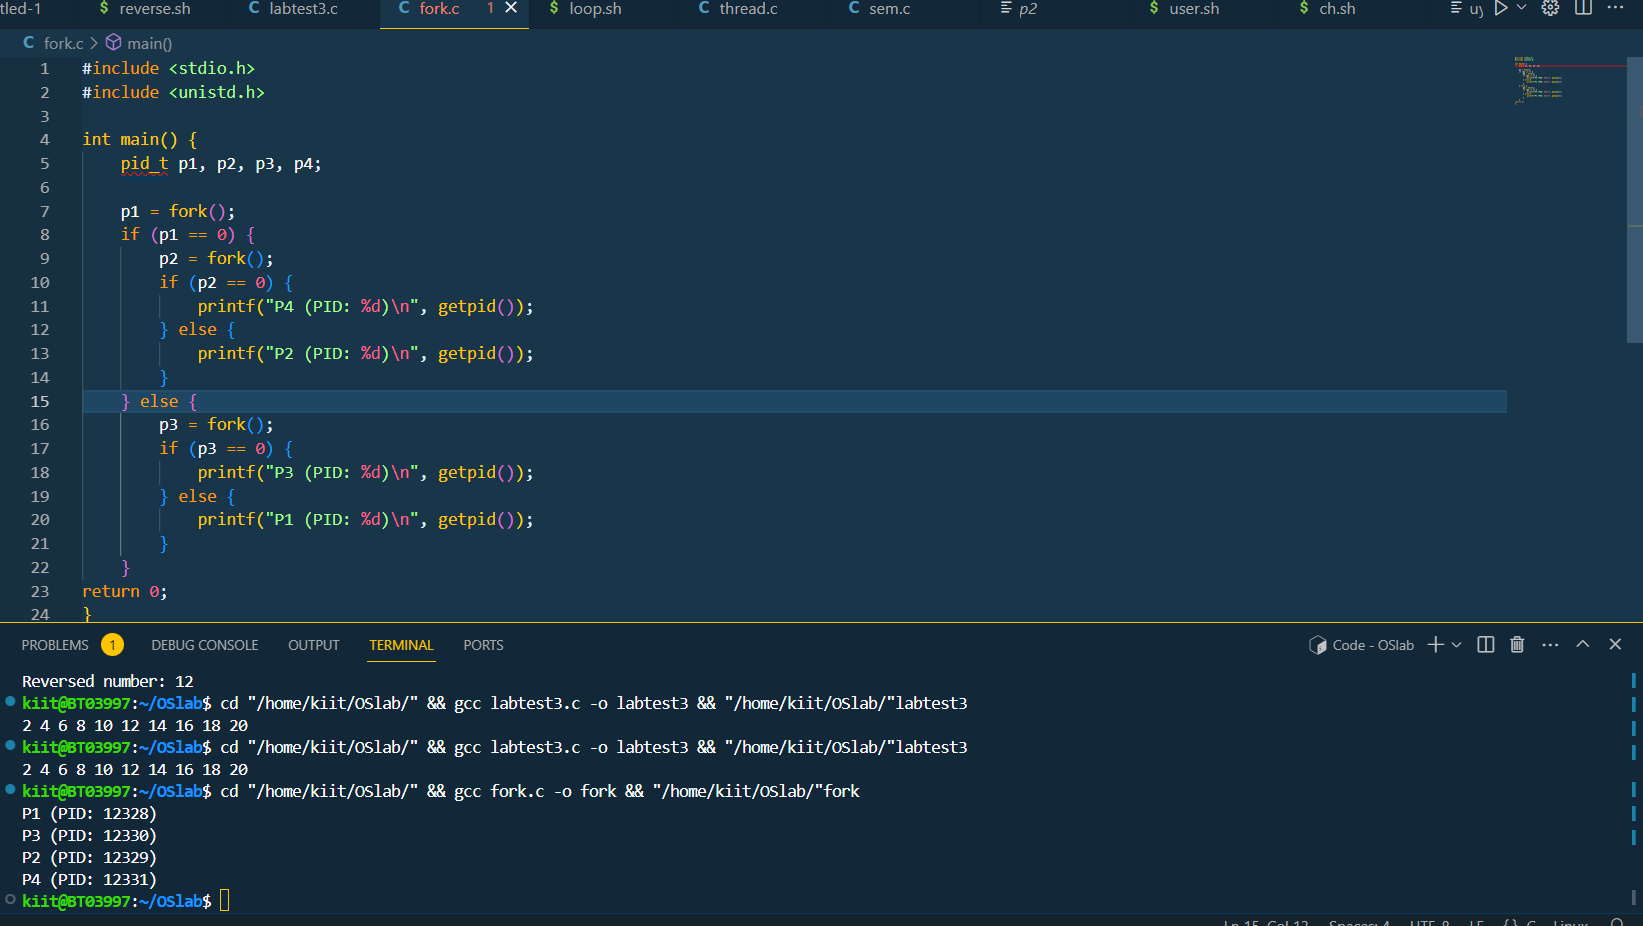 tled-1 $ reverse.sh C labtest3.c C fork.c 1 × $ loop.sh C thread.c C sem.c p2 $ user.sh $ ch.sh uy ···
C fork.c > main()
1 #include <stdio.h>
2 #include <unistd.h>
3
4 int main() {
5 pid_t p1, p2, p3, p4;
6
7 p1 = fork();
8 if (p1 == 0) {
9 p2 = fork();
10 if (p2 == 0) {
11 printf("P4 (PID: %d)\n", getpid());
12 } else {
13 printf("P2 (PID: %d)\n", getpid());
14 }
15 } else {
16 p3 = fork();
17 if (p3 == 0) {
18 printf("P3 (PID: %d)\n", getpid());
19 } else {
20 printf("P1 (PID: %d)\n", getpid());
21 }
22 }
23 return 0;
24 }
PROBLEMS 1 DEBUG CONSOLE OUTPUT TERMINAL PORTS Code - OSlab
Reversed number: 12
kiit@BT03997:~/OSlab$ cd "/home/kiit/OSlab/" && gcc labtest3.c -o labtest3 && "/home/kiit/OSlab/"labtest3
2 4 6 8 10 12 14 16 18 20
kiit@BT03997:~/OSlab$ cd "/home/kiit/OSlab/" && gcc labtest3.c -o labtest3 && "/home/kiit/OSlab/"labtest3
2 4 6 8 10 12 14 16 18 20
kiit@BT03997:~/OSlab$ cd "/home/kiit/OSlab/" && gcc fork.c -o fork && "/home/kiit/OSlab/"fork
P1 (PID: 12328)
P3 (PID: 12330)
P2 (PID: 12329)
P4 (PID: 12331)
kiit@BT03997:~/OSlab$
Ln 15, Col 13 Spaces: 4 UTF-8 LF {} C Linux